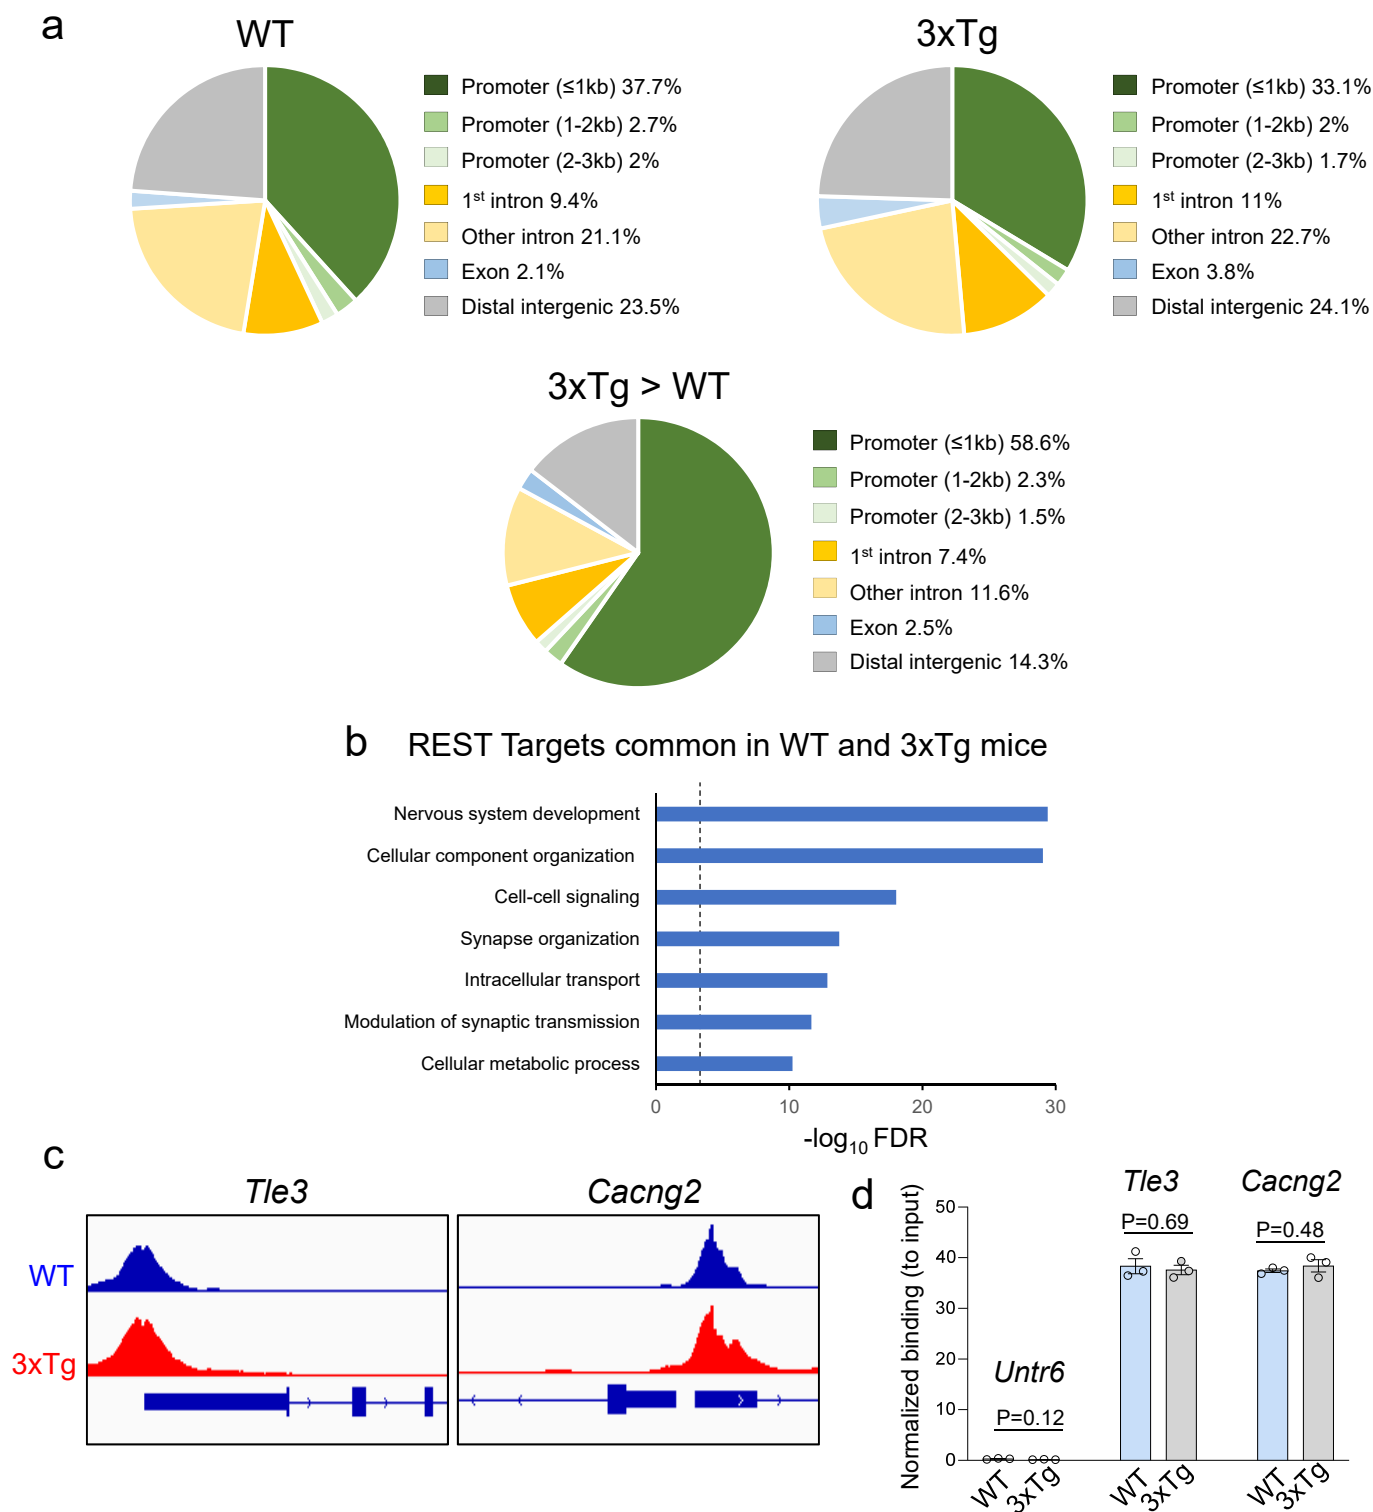 a
WT
Promoter (≤1kb) 37.7%
Promoter (1-2kb) 2.7%
Promoter (2-3kb) 2%
1st intron 9.4%
Other intron 21.1%
Exon 2.1%
Distal intergenic 23.5%
3xTg
Promoter (≤1kb) 33.1%
Promoter (1-2kb) 2%
Promoter (2-3kb) 1.7%
1st intron 11%
Other intron 22.7%
Exon 3.8%
Distal intergenic 24.1%
3xTg > WT
Promoter (≤1kb) 58.6%
Promoter (1-2kb) 2.3%
Promoter (2-3kb) 1.5%
1st intron 7.4%
Other intron 11.6%
Exon 2.5%
Distal intergenic 14.3%
b
REST Targets common in WT and 3xTg mice
Nervous system development
Cellular component organization
Cell-cell signaling
Synapse organization
Intracellular transport
Modulation of synaptic transmission
Cellular metabolic process
0 10 20 30
-log10 FDR
c
Tle3
Cacng2
WT
3xTg
d
Normalized binding (to input)
50
40
30
20
10
0
Untr6
P=0.12
Tle3
P=0.69
Cacng2
P=0.48
WT 3xTg WT 3xTg WT 3xTg